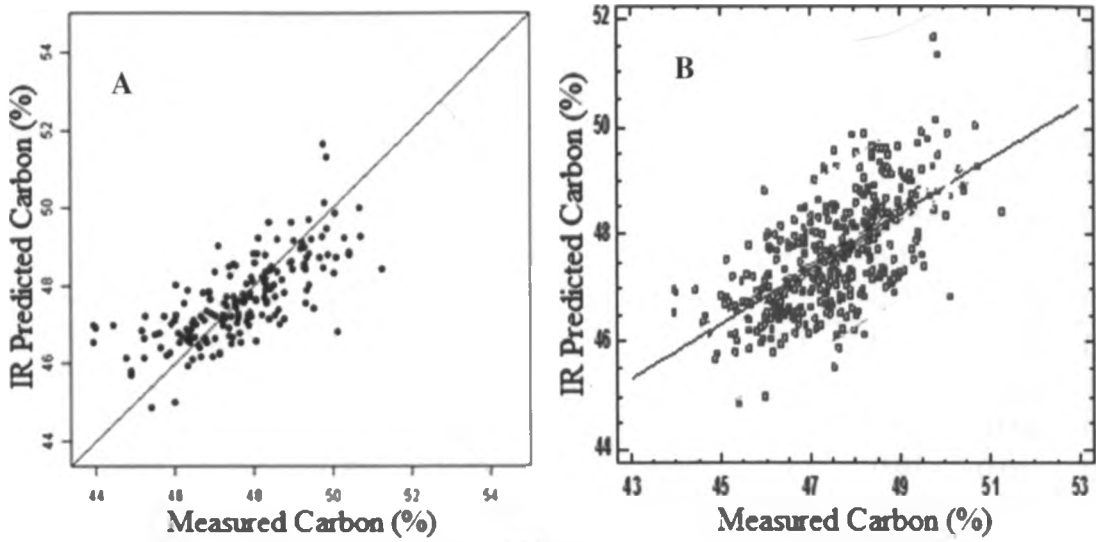 A
IR Predicted Carbon (%)
54
52
50
48
46
44
44 46 48 50 52 54
Measured Carbon (%)
B
IR Predicted Carbon (%)
52
50
48
46
44
43 45 47 49 51 53
Measured Carbon (%)